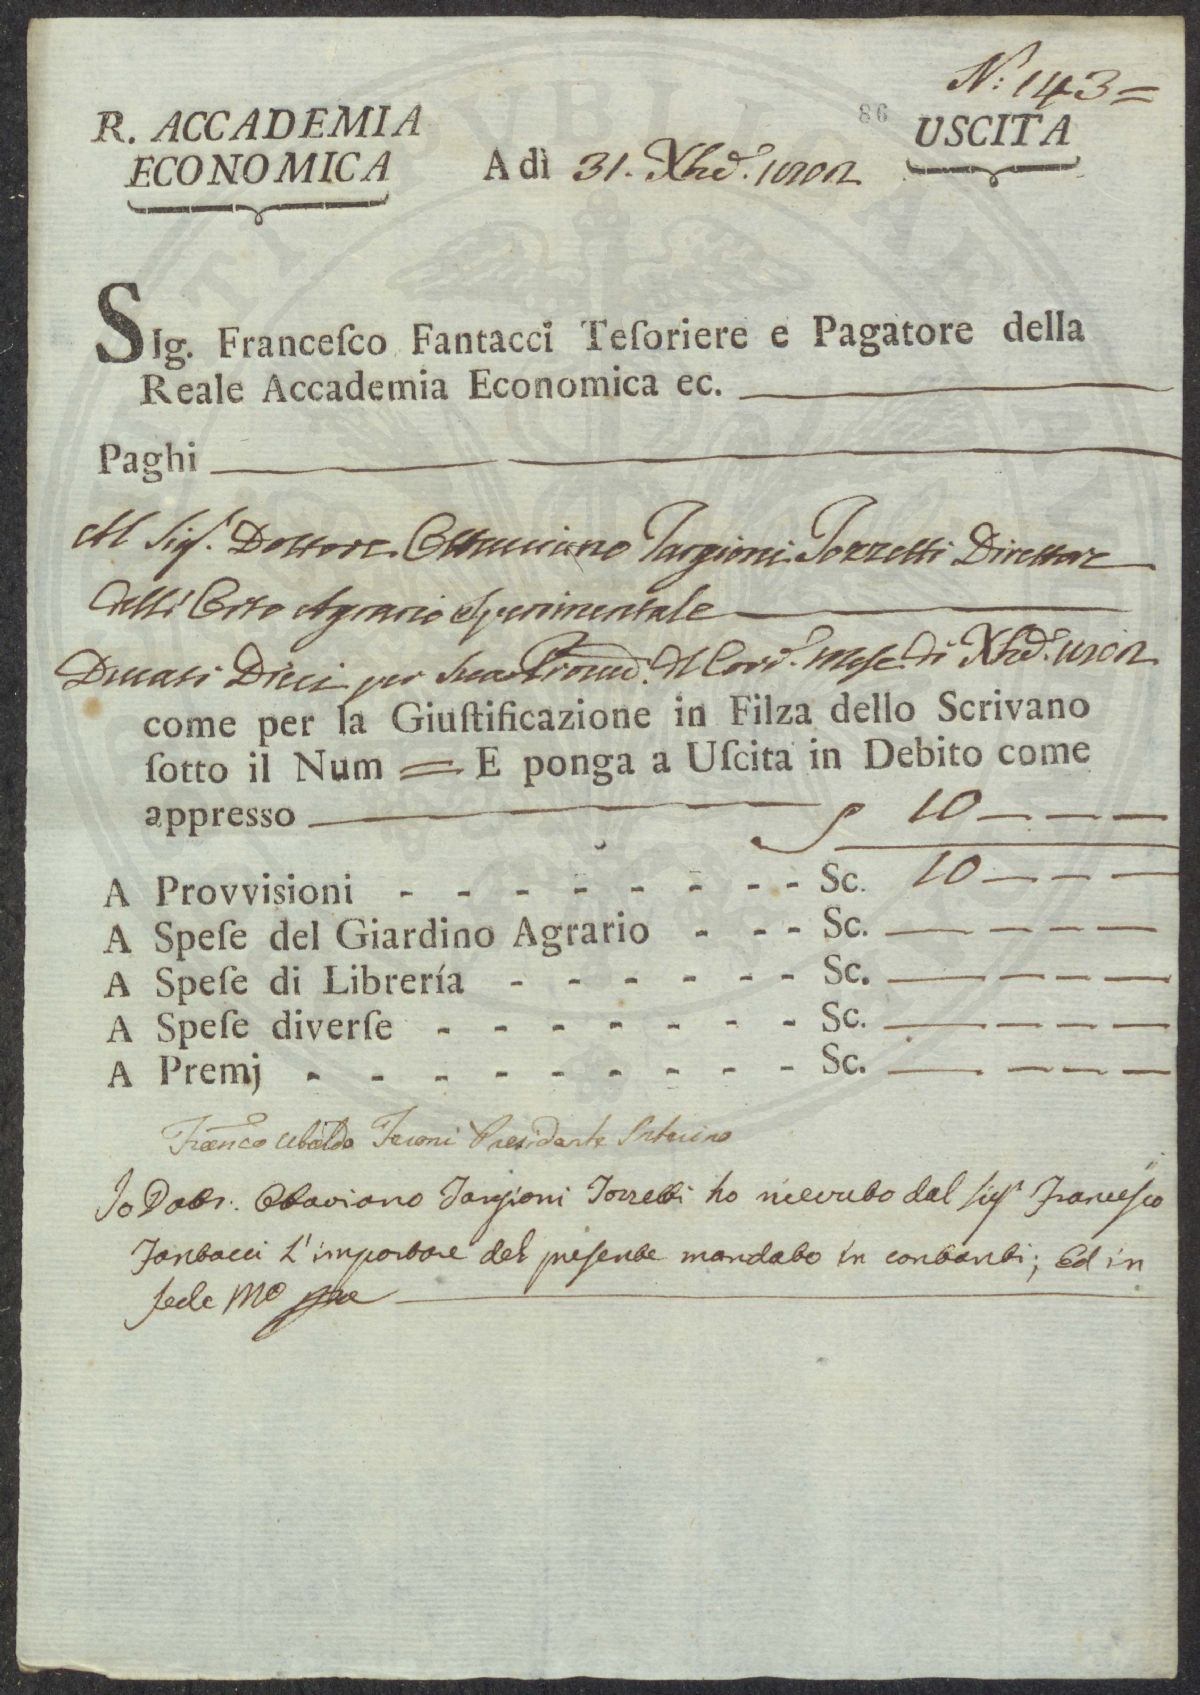 N.: 143=
86
R. ACCADEMIA
ECONOMICA
A dì 31. Xbre. 1802
USCITA
SIg. Franceſco Fantacci Teſoriere e Pagatore della
Reale Accademia Economica ec.
Paghi
Al Sig.r Dottore Ottaviano Targioni Tozzetti Direttore
dell' Orto Agrario Sperimentale
Ducati Dieci per sua Provv. del Corr.e Mese di Xbre. 1802
come per la Giuſtificazione in Filza dello Scrivano
ſotto il Num = E ponga a Uſcita in Debito come
appresso 10 — — —
A Provvisioni - - - - - - - - Sc. 10 — — —
A Speſe del Giardino Agrario - - - Sc. — — — —
A Speſe di Librería - - - - - - Sc. — — — —
A Speſe diverſe - - - - - - - Sc. — — — —
A Premj - - - - - - - - - Sc. — — — —
Franco Ubaldo Feroni Presidente Interino
Io Dott. Ottaviano Targioni Tozzetti ho ricevuto dal Sig.r Francesco
Fantacci l'importare del presente mandato in contanti; Ed in
fede Mo ppa